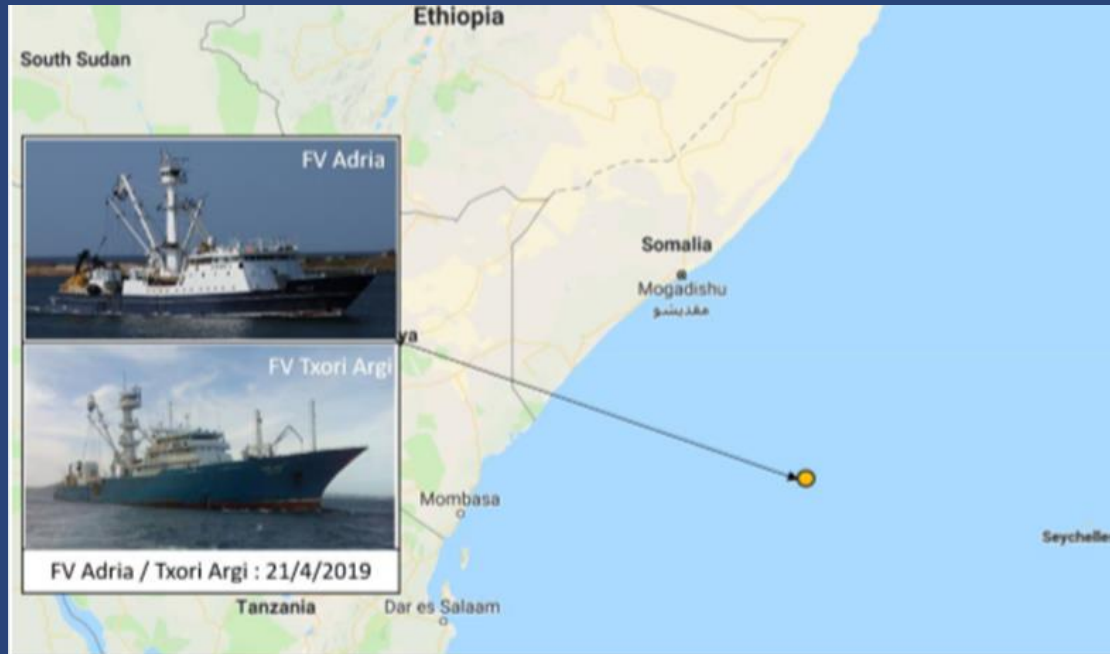 Ethiopia
South Sudan
FV Adria
Somalia
Mogadishu
مقديشو
ya
FV Txori Argi
Mombasa
Seychelles
FV Adria / Txori Argi : 21/4/2019
Tanzania
Dar es Salaam